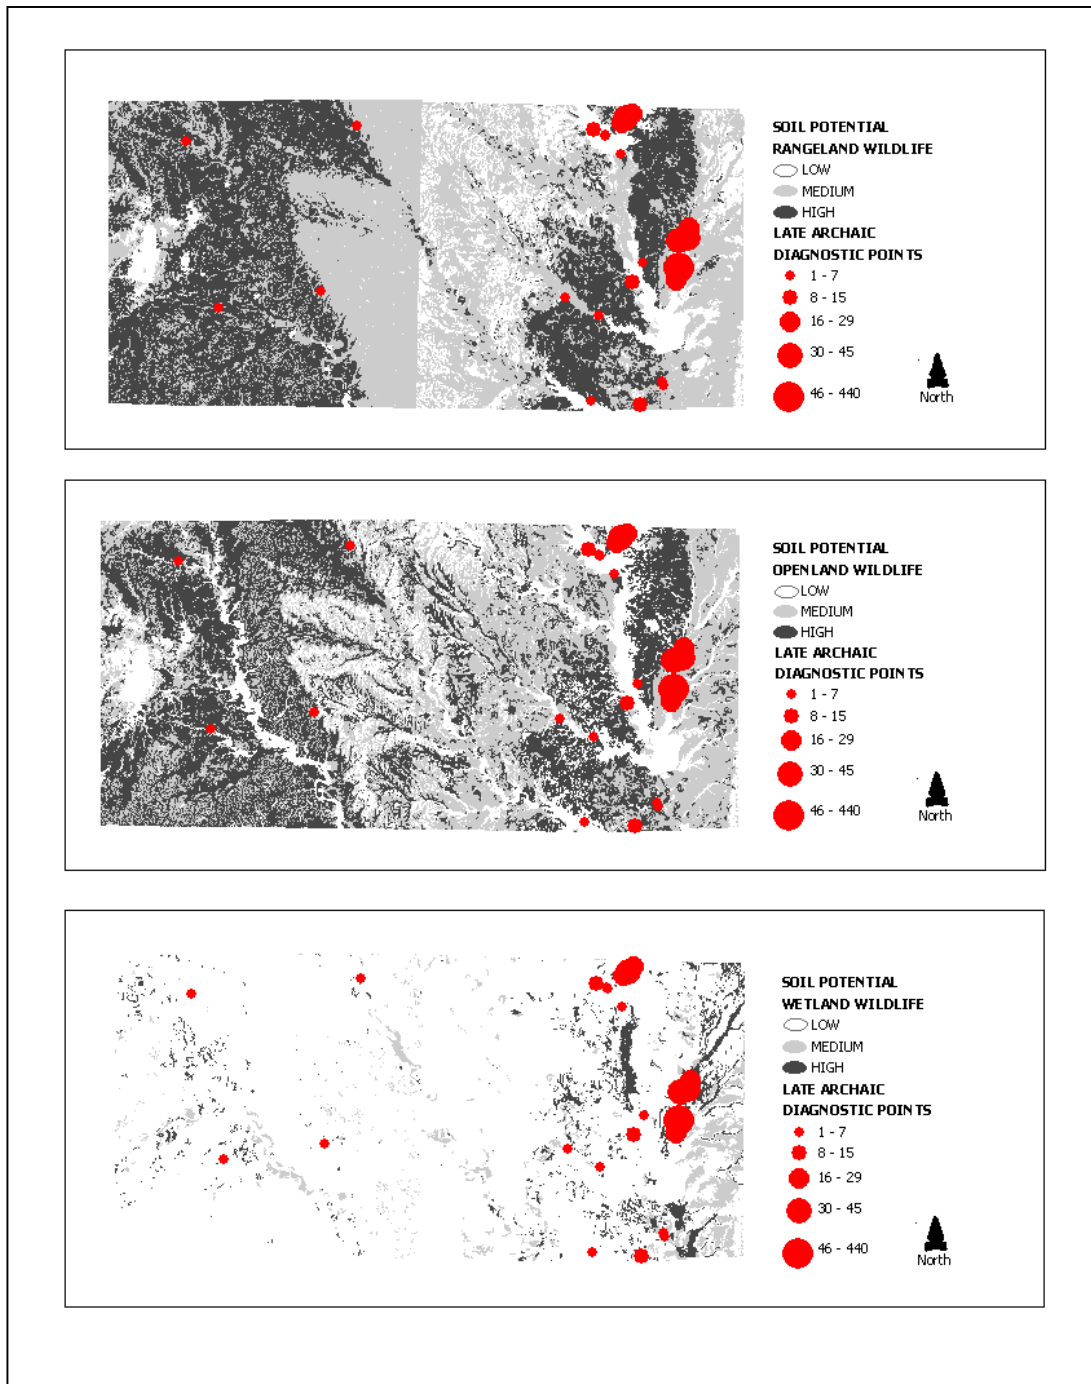 SOIL POTENTIAL
RANGELAND WILDLIFE
LOW
MEDIUM
HIGH
LATE ARCHAIC
DIAGNOSTIC POINTS
1 - 7
8 - 15
16 - 29
30 - 45
46 - 440
North
SOIL POTENTIAL
OPENLAND WILDLIFE
LOW
MEDIUM
HIGH
LATE ARCHAIC
DIAGNOSTIC POINTS
1 - 7
8 - 15
16 - 29
30 - 45
46 - 440
North
SOIL POTENTIAL
WETLAND WILDLIFE
LOW
MEDIUM
HIGH
LATE ARCHAIC
DIAGNOSTIC POINTS
1 - 7
8 - 15
16 - 29
30 - 45
46 - 440
North